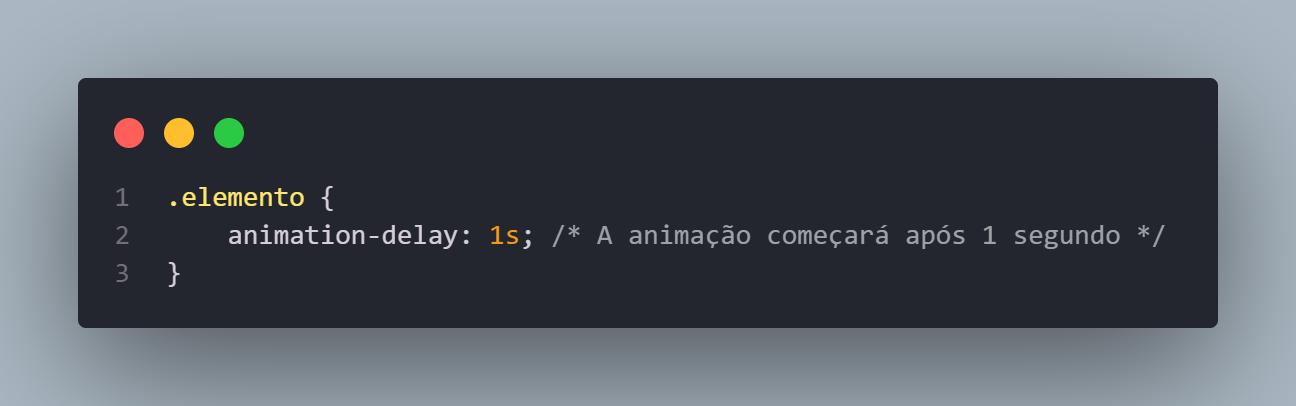 1 .elemento {
2 animation-delay: 1s; /* A animação começará após 1 segundo */
3 }